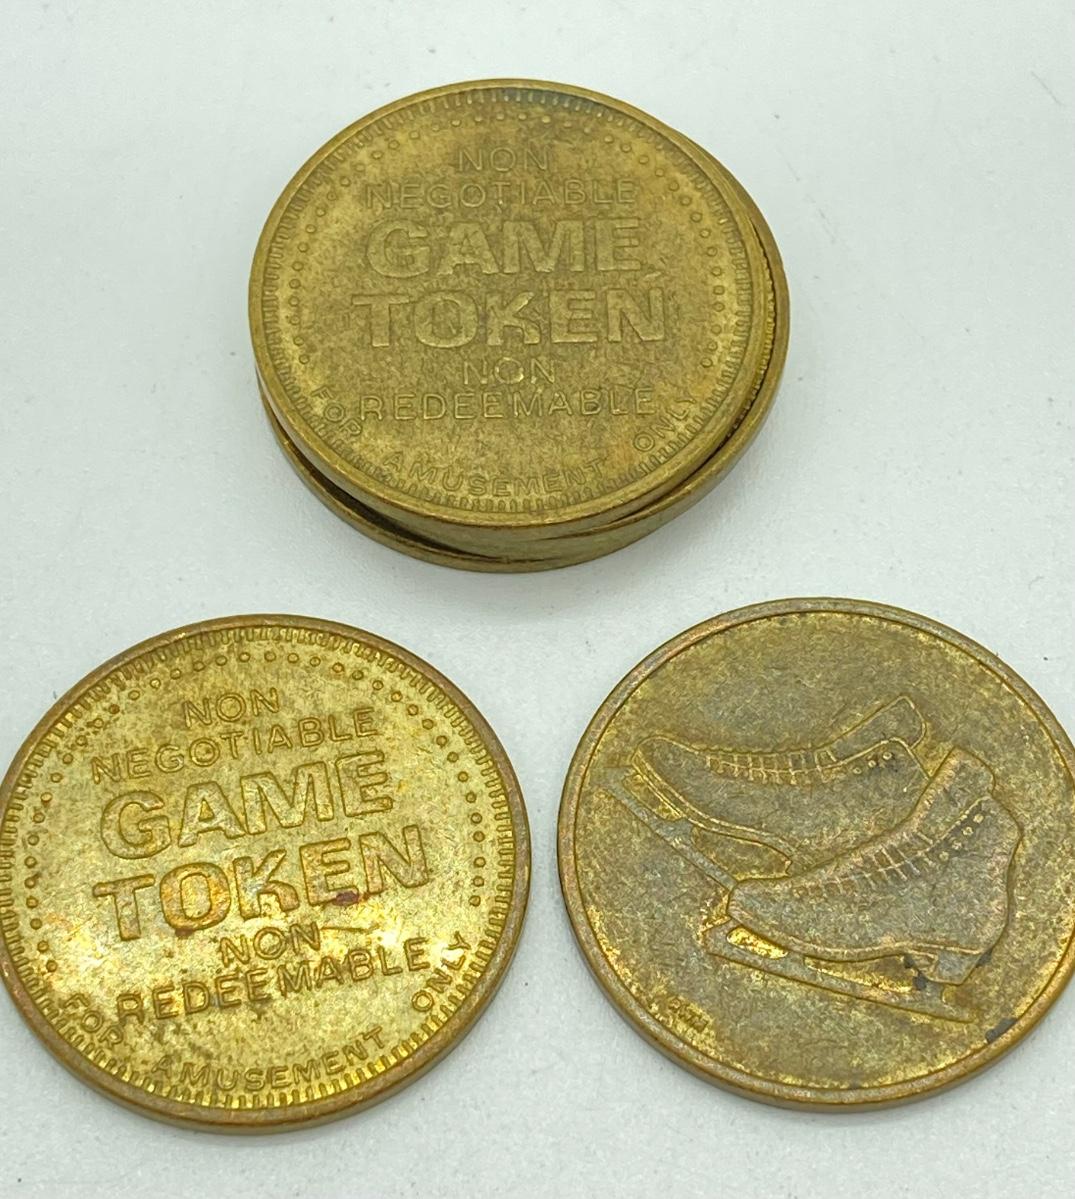 NON
NEGOTIABLE
GAME
TOKEN
NON
REDEEMABLE
FOR AMUSEMENT ONLY
NON
NEGOTIABLE
GAME
TOKEN
NON
REDEEMABLE
FOR AMUSEMENT ONLY